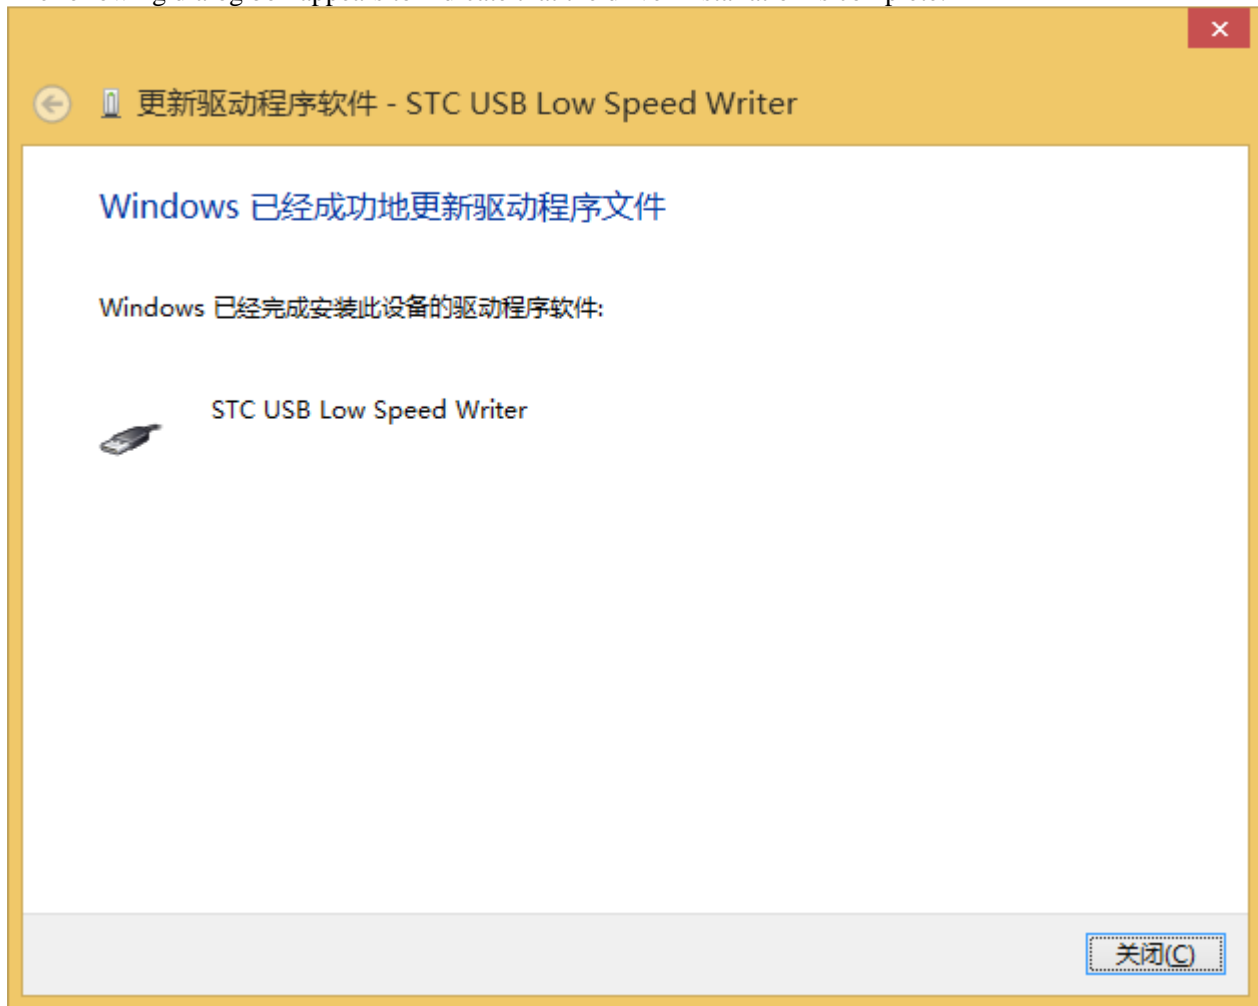 更新驱动程序软件 - STC USB Low Speed Writer
Windows 已经成功地更新驱动程序文件
Windows 已经完成安装此设备的驱动程序软件:
STC USB Low Speed Writer
关闭(C)